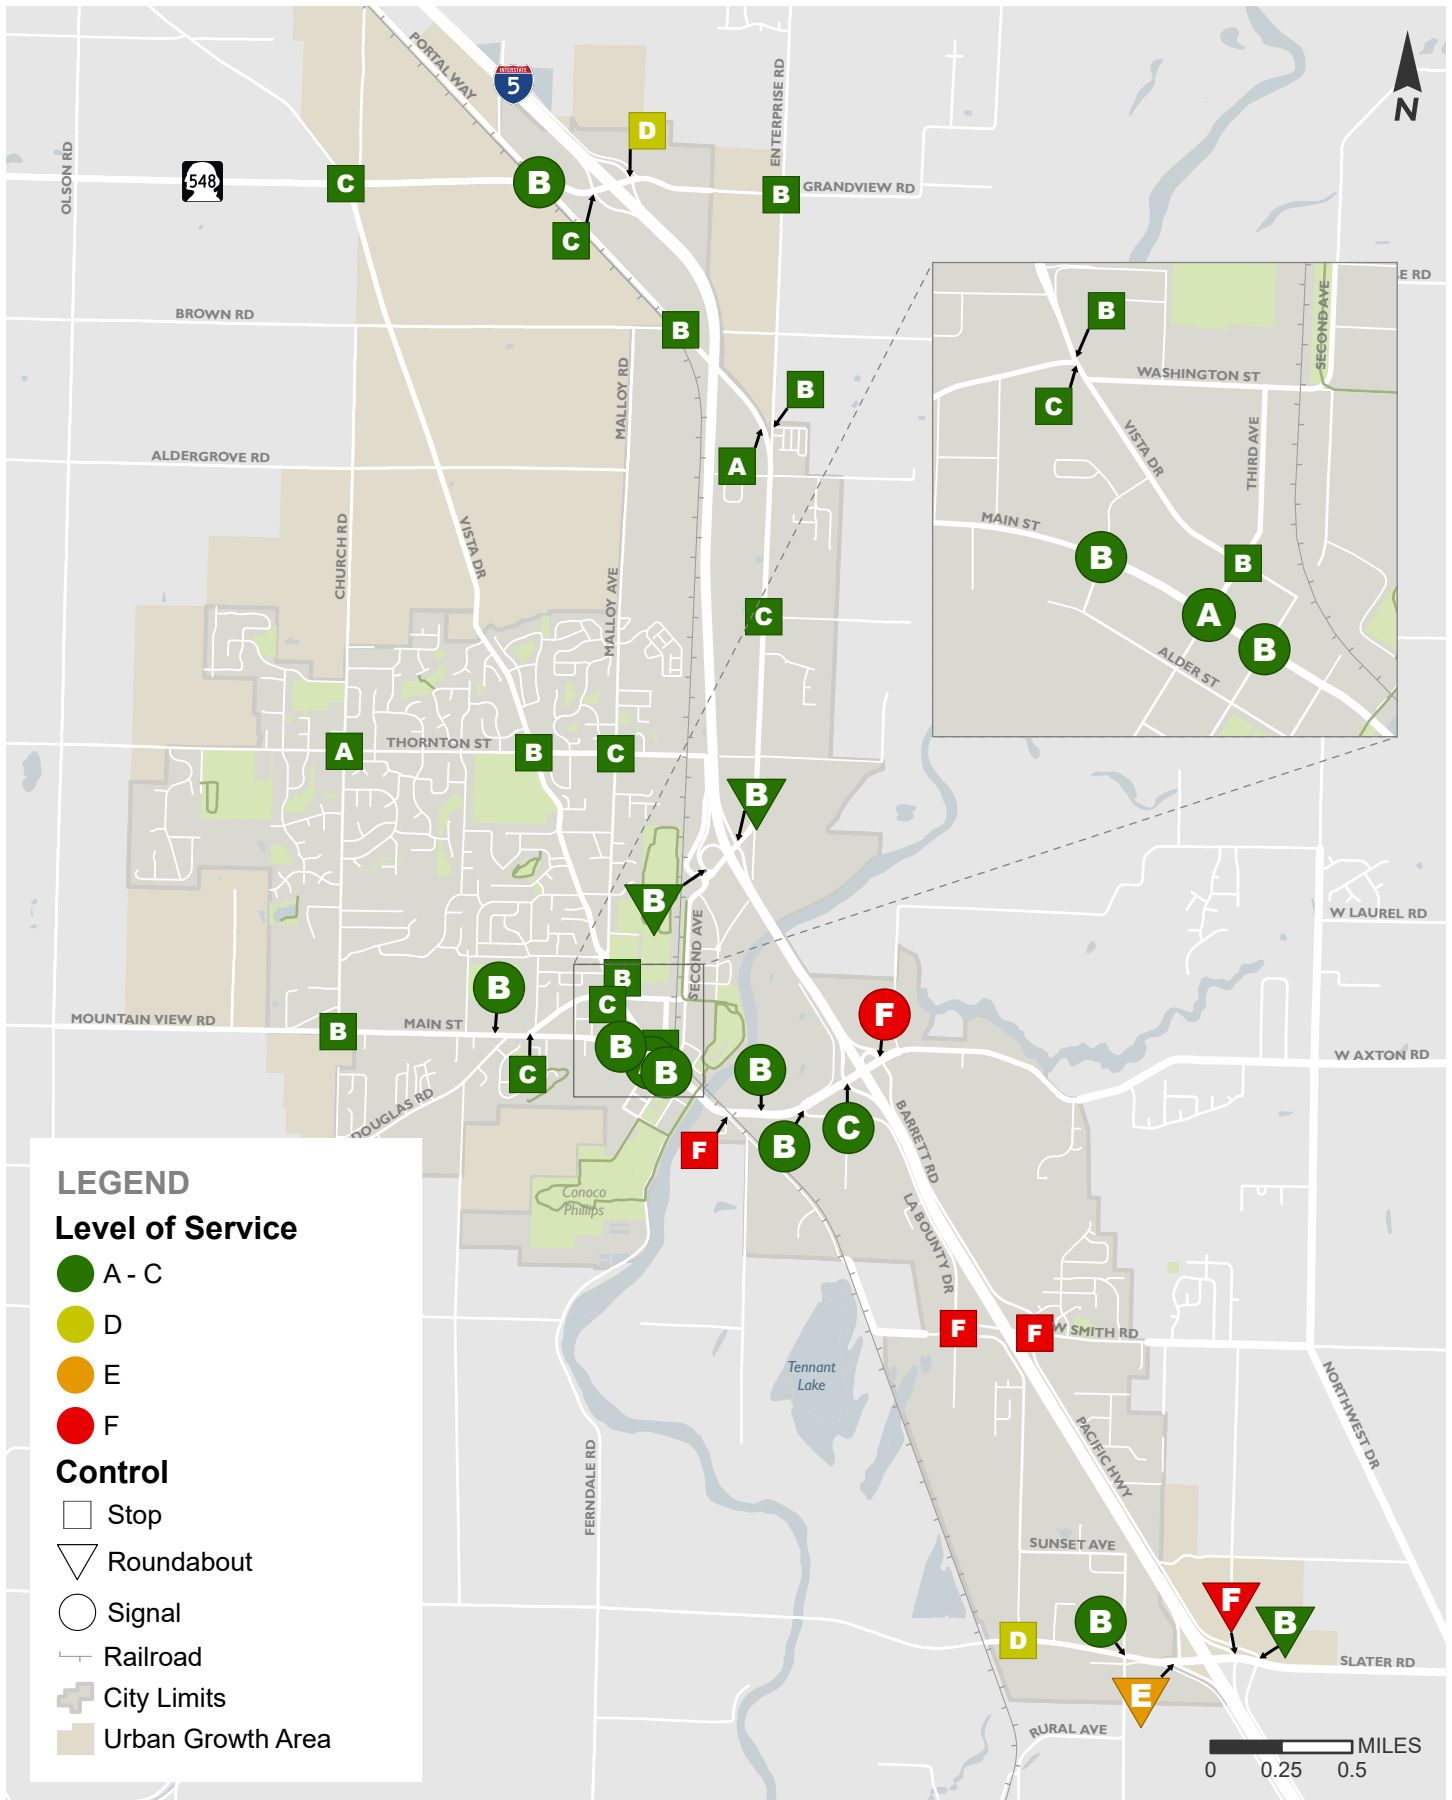 PORTAL WAY
INTERSTATE
5
N
D
ENTERPRISE RD
OLSON RD
548
C
B
B
GRANDVIEW RD
C
E RD
BROWN RD
B
MALLOY RD
B
A
ALDERGROVE RD
CHURCH RD
VISTA DR
MALLOY AVE
C
B
C
WASHINGTON ST
SECOND AVE
VISTA DR
THIRD AVE
MAIN ST
B
B
A
B
ALDER ST
A
THORNTON ST
B
C
B
B
SECOND AVE
W LAUREL RD
B
B
C
F
MOUNTAIN VIEW RD
B
MAIN ST
B
B
B
W AXTON RD
C
DOUGLAS RD
F
B
C
BARRETT RD
Conoco
Phillips
LA BOUNTY DR
F
F
W SMITH RD
Tennant
Lake
NORTHWEST DR
PACIFIC HWY
FERNDALE RD
SUNSET AVE
D
B
F
B
SLATER RD
E
RURAL AVE
LEGEND
Level of Service
A - C
D
E
F
Control
Stop
Roundabout
Signal
Railroad
City Limits
Urban Growth Area
MILES
0 0.25 0.5